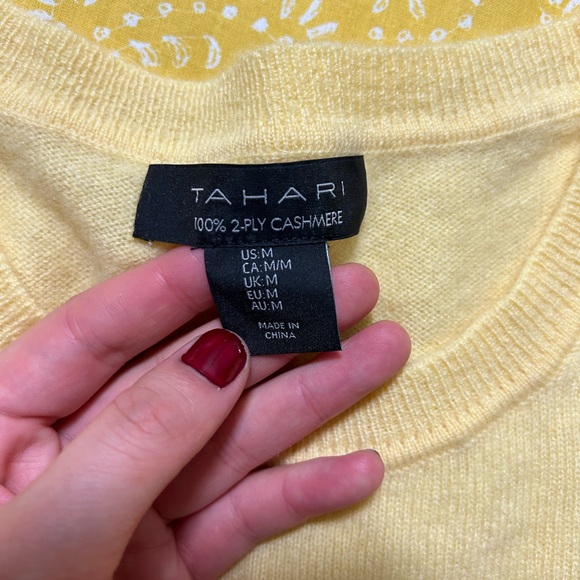 TAHARI
100% 2-PLY CASHMERE
US:M
CA:M/M
UK:M
EU:M
AU:M
MADE IN
CHINA